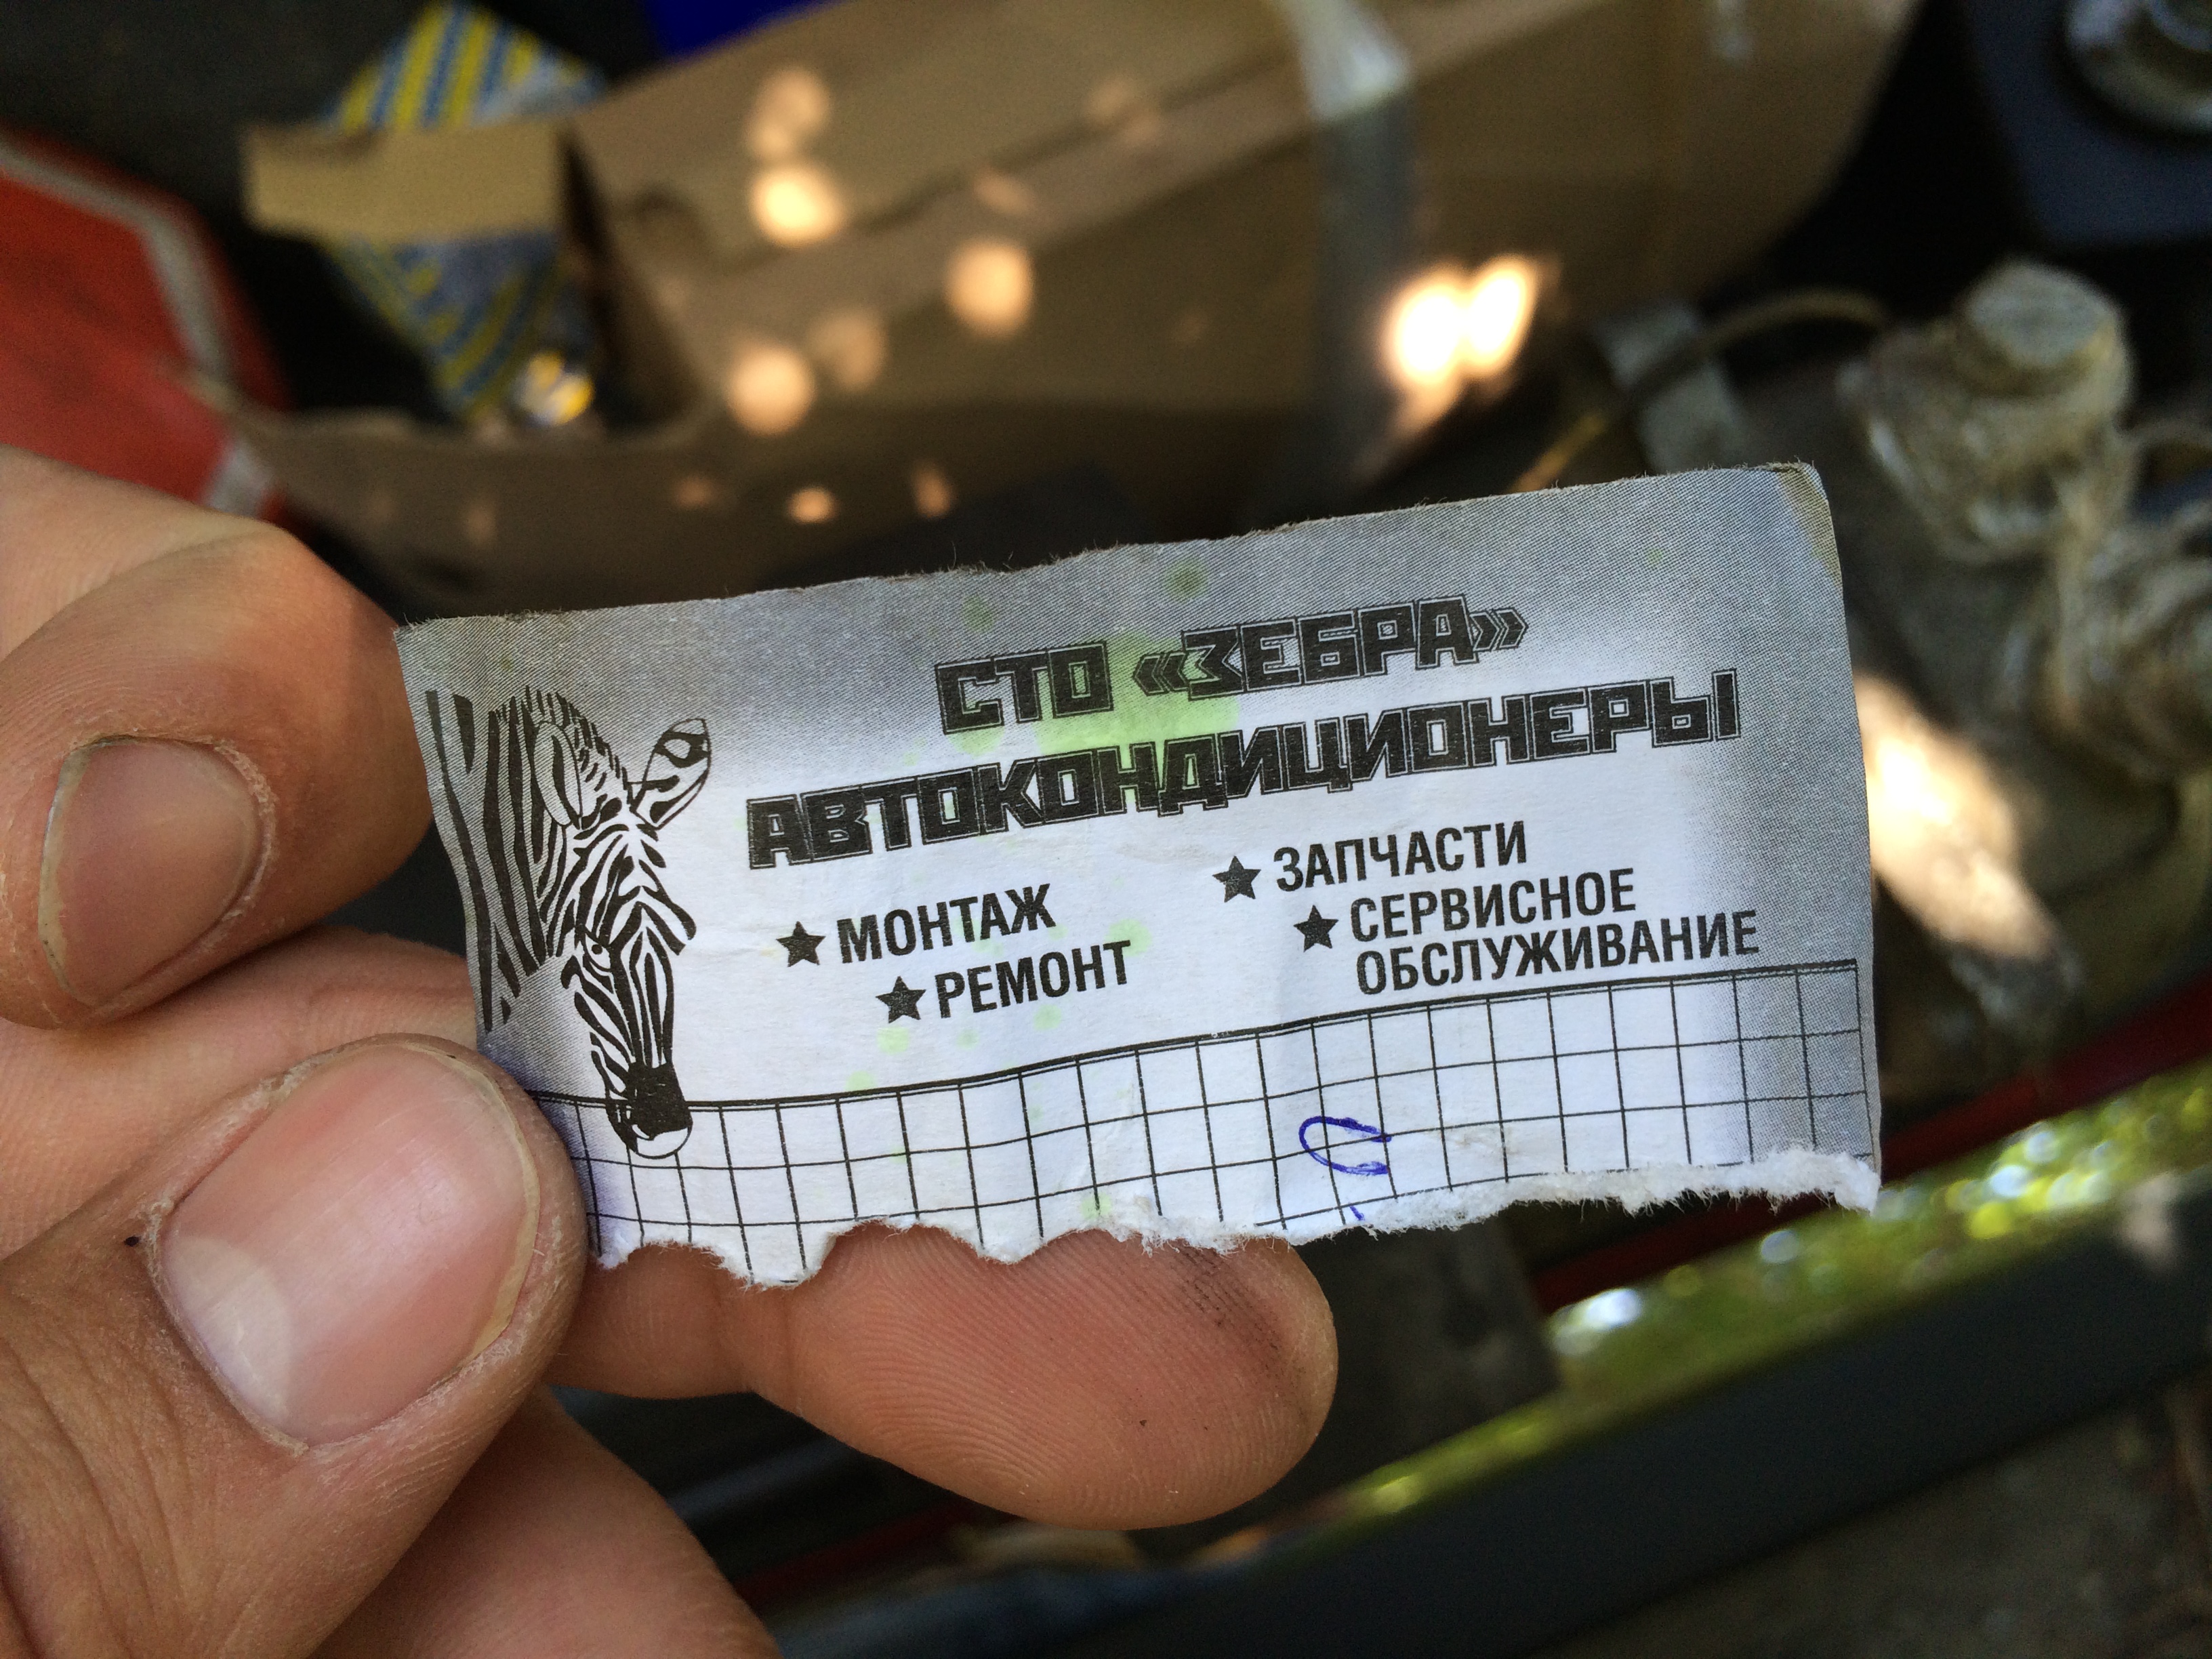 СТО «ЗЕБРА»
АВТОКОНДИЦИОНЕРЫ
★ МОНТАЖ
★ РЕМОНТ
★ ЗАПЧАСТИ
★ СЕРВИСНОЕ
ОБСЛУЖИВАНИЕ